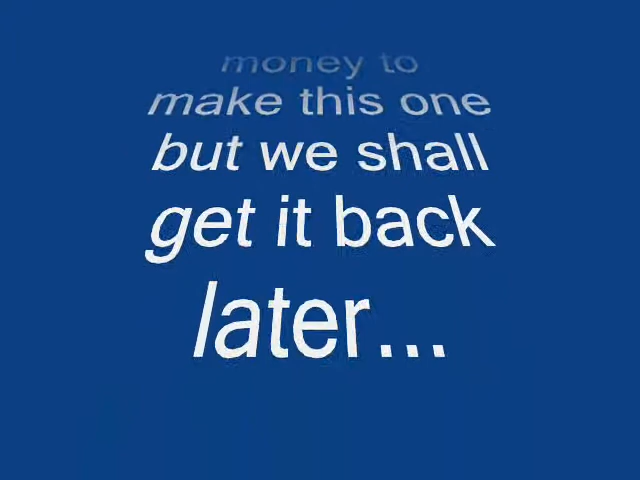 money to
make this one
but we shall
get it back
later...